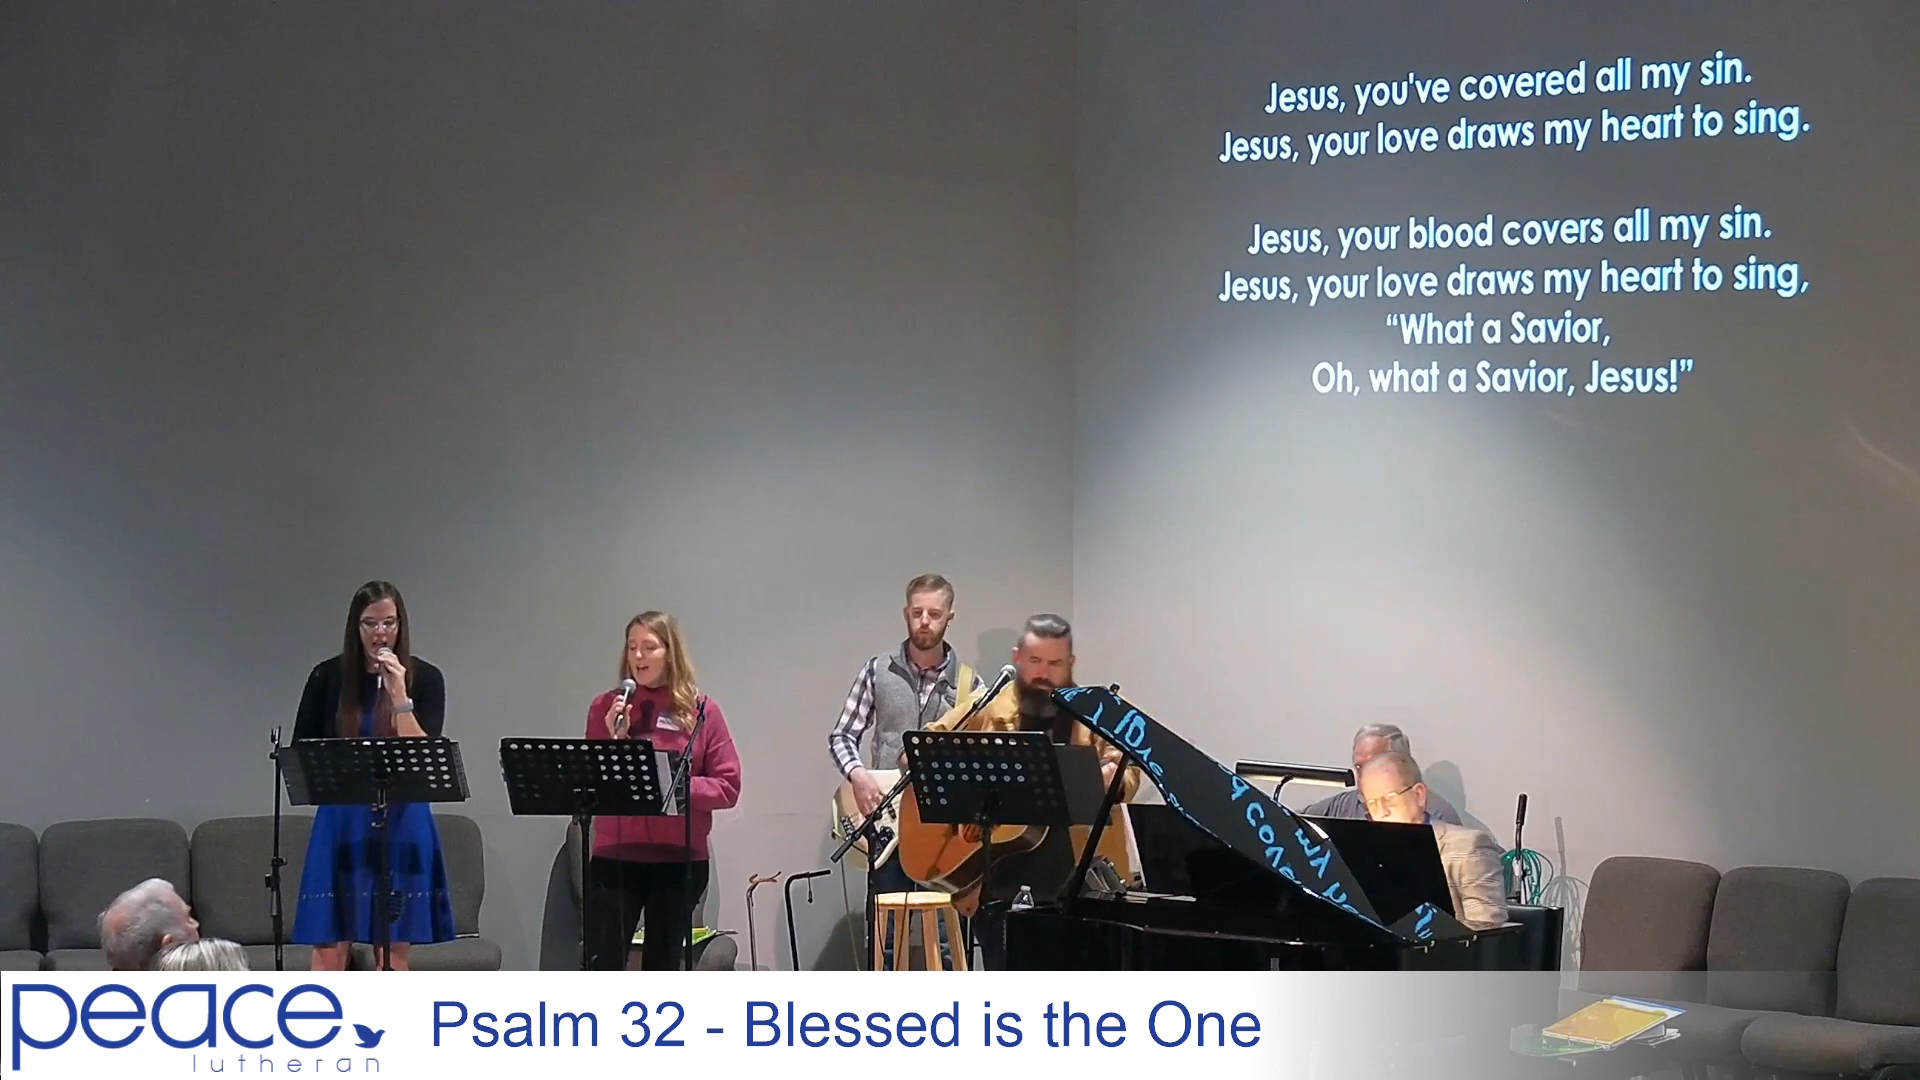 Jesus, you've covered all my sin.
Jesus, your love draws my heart to sing.
Jesus, your blood covers all my sin.
Jesus, your love draws my heart to sing,
“What a Savior,
Oh, what a Savior, Jesus!”
peace
lutheran
Psalm 32 - Blessed is the One